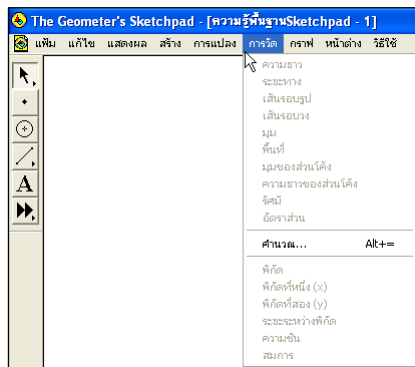 The Geometer's Sketchpad - [ความรู้พื้นฐานSketchpad - 1]
แฟ้ม แก้ไข แสดงผล สร้าง การแปลง การวัด กราฟ หน้าต่าง วิธีใช้
ความยาว
ระยะทาง
เส้นรอบรูป
เส้นรอบวง
มุม
พื้นที่
มุมของส่วนโค้ง
ความยาวของส่วนโค้ง
รัศมี
อัตราส่วน
คำนวณ... Alt+=
พิกัด
พิกัดที่หนึ่ง (x)
พิกัดที่สอง (y)
ระยะระหว่างพิกัด
ความชัน
สมการ
A